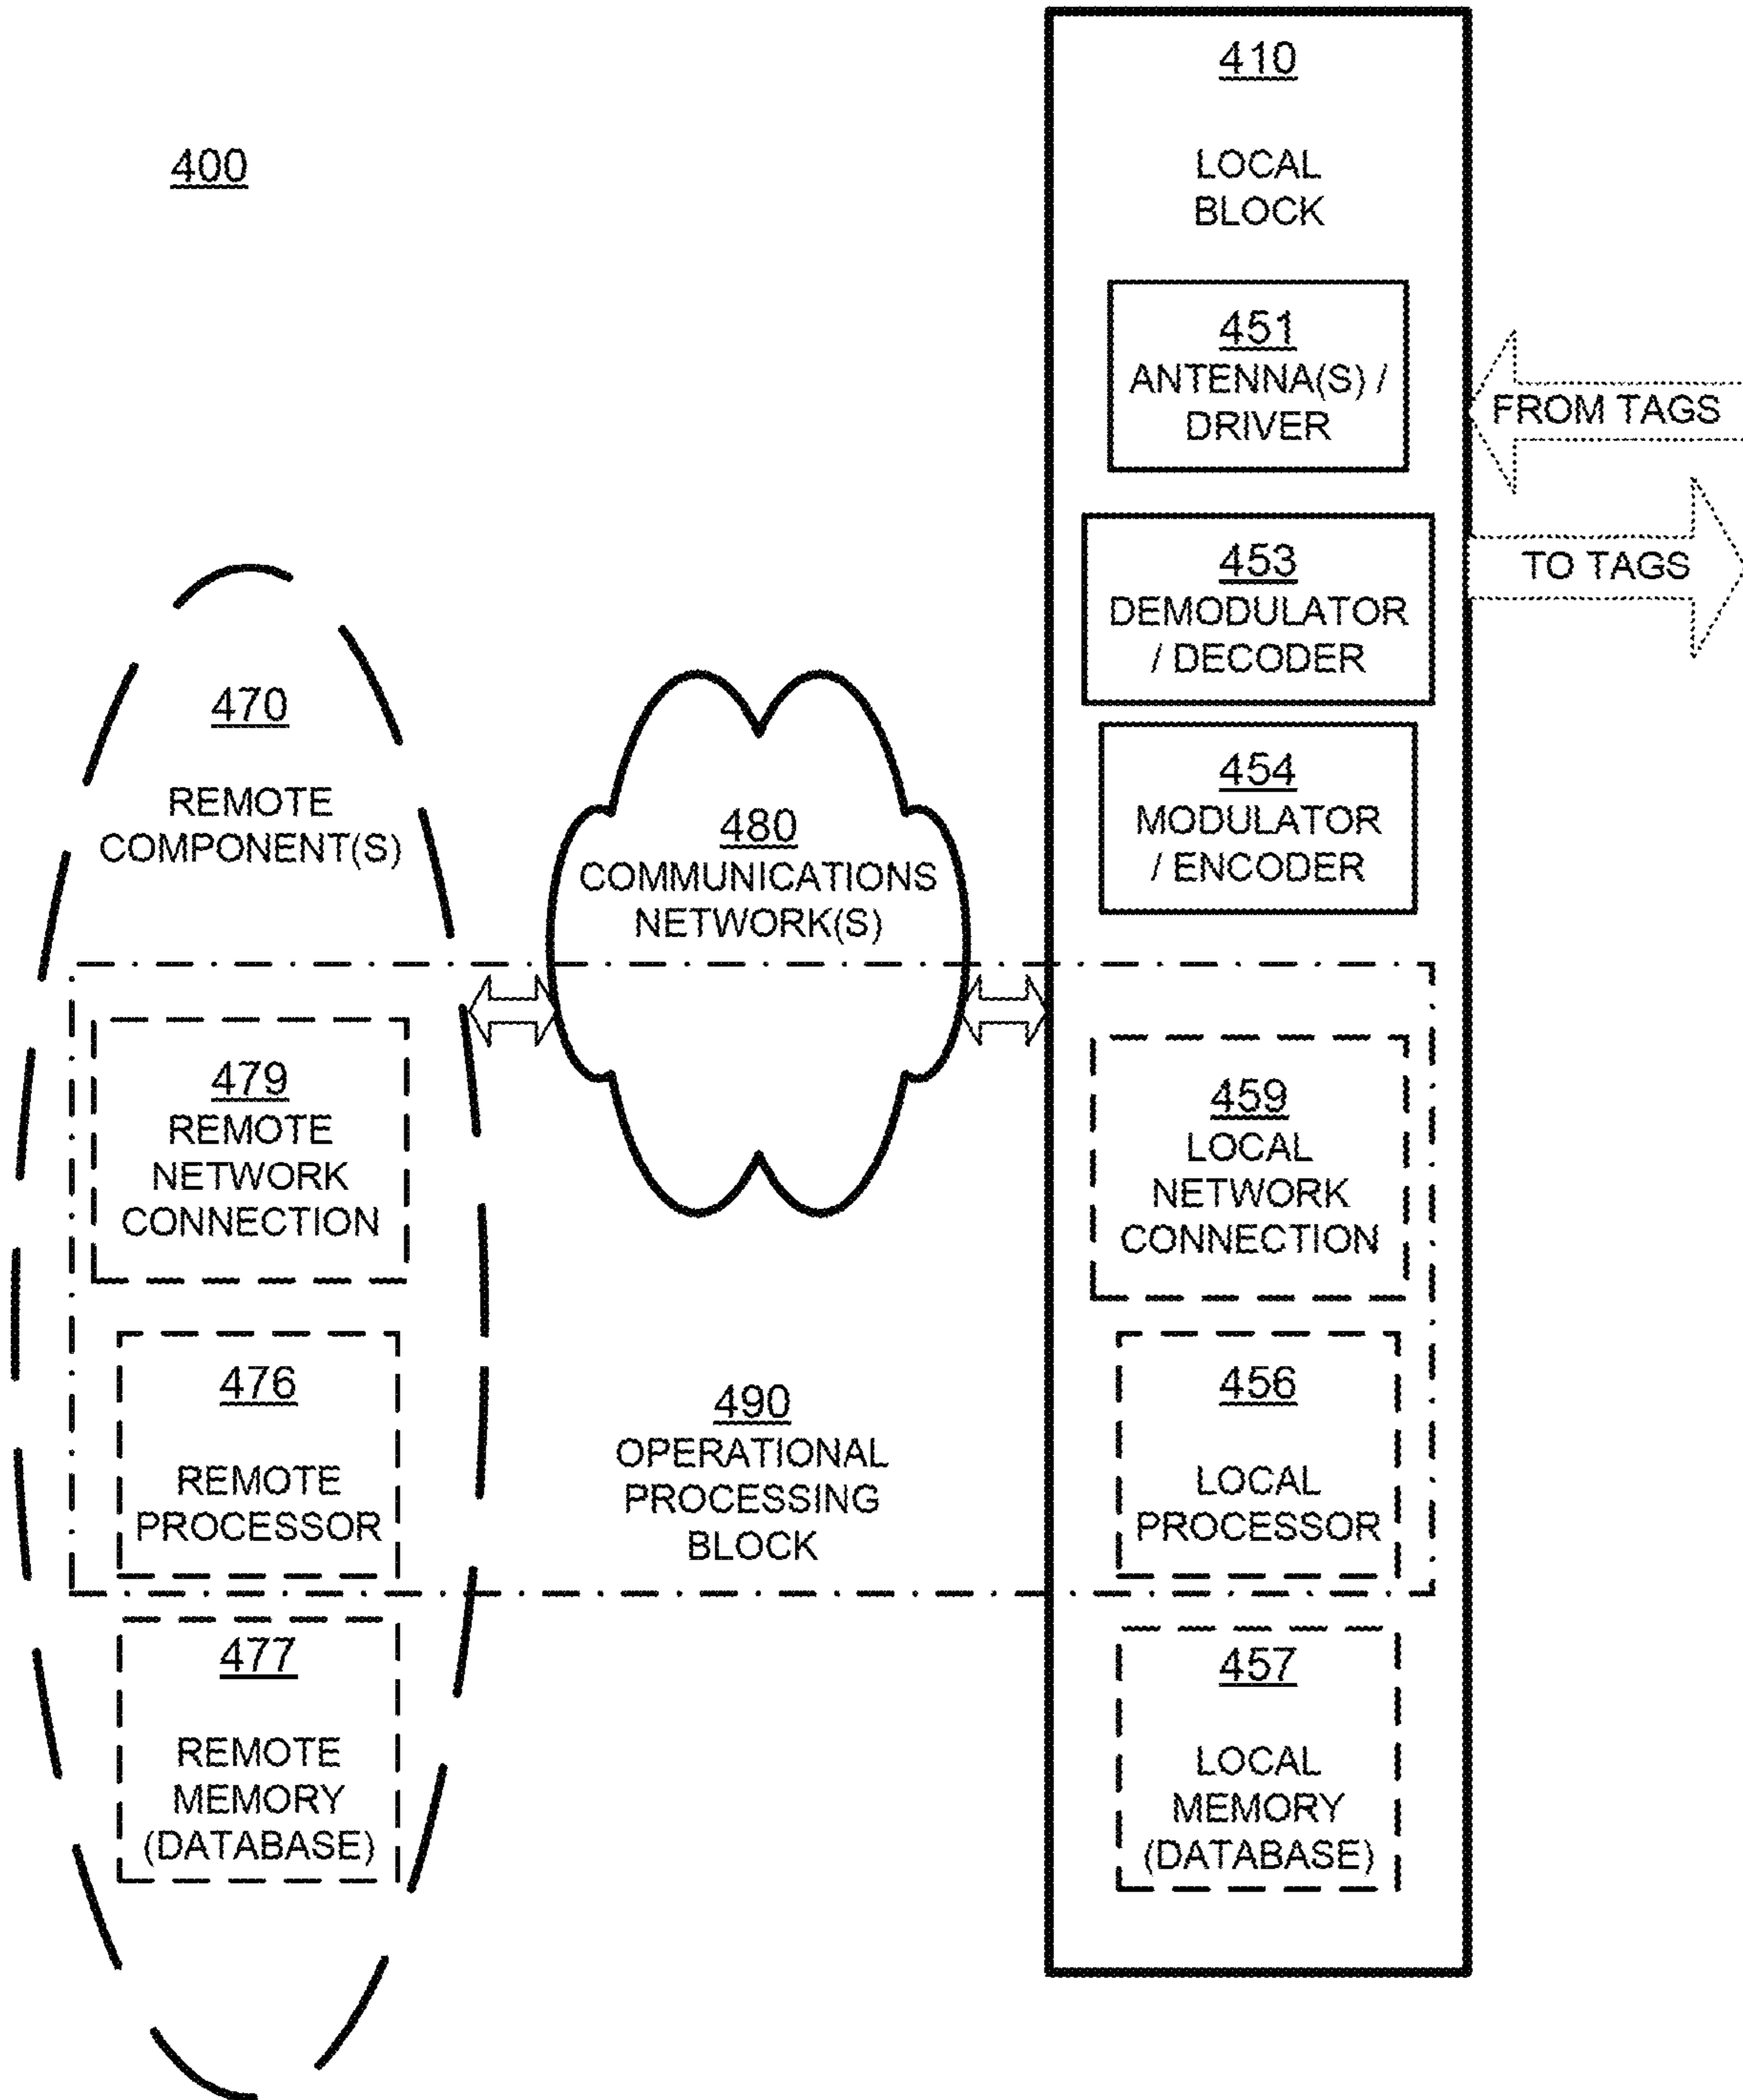 400
410
LOCAL
BLOCK
451
ANTENNA(S) /
DRIVER
FROM TAGS
TO TAGS
453
DEMODULATOR
/ DECODER
454
MODULATOR
/ ENCODER
470
REMOTE
COMPONENT(S)
480
COMMUNICATIONS
NETWORK(S)
479
REMOTE
NETWORK
CONNECTION
459
LOCAL
NETWORK
CONNECTION
476
REMOTE
PROCESSOR
490
OPERATIONAL
PROCESSING
BLOCK
456
LOCAL
PROCESSOR
477
REMOTE
MEMORY
(DATABASE)
457
LOCAL
MEMORY
(DATABASE)